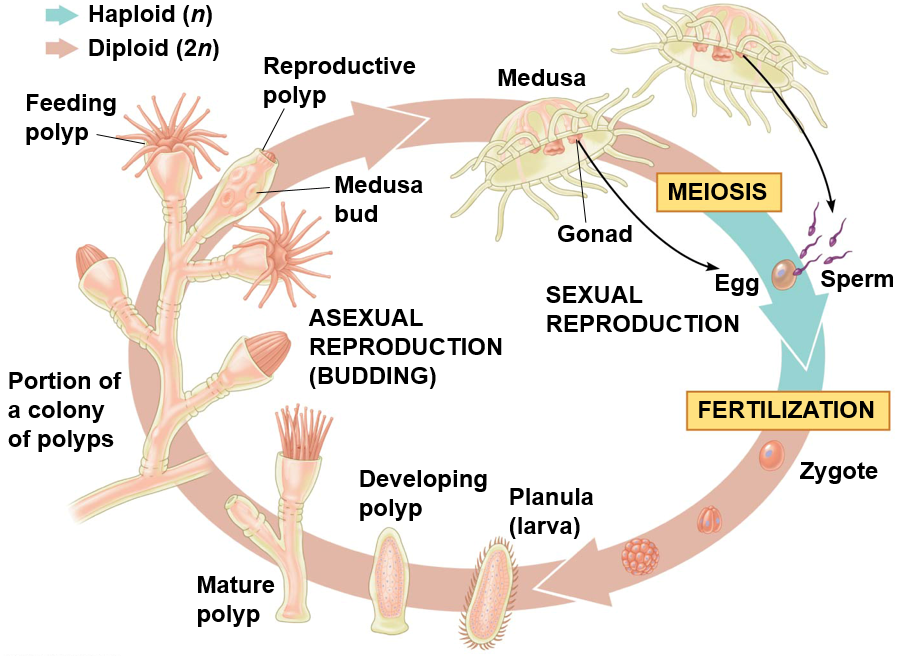 Haploid (n)
Diploid (2n)
Reproductive
polyp
Feeding
polyp
Medusa
bud
Medusa
MEIOSIS
Gonad
Egg
Sperm
SEXUAL
REPRODUCTION
ASEXUAL
REPRODUCTION
(BUDDING)
Portion of
a colony
of polyps
FERTILIZATION
Zygote
Developing
polyp
Planula
(larva)
Mature
polyp